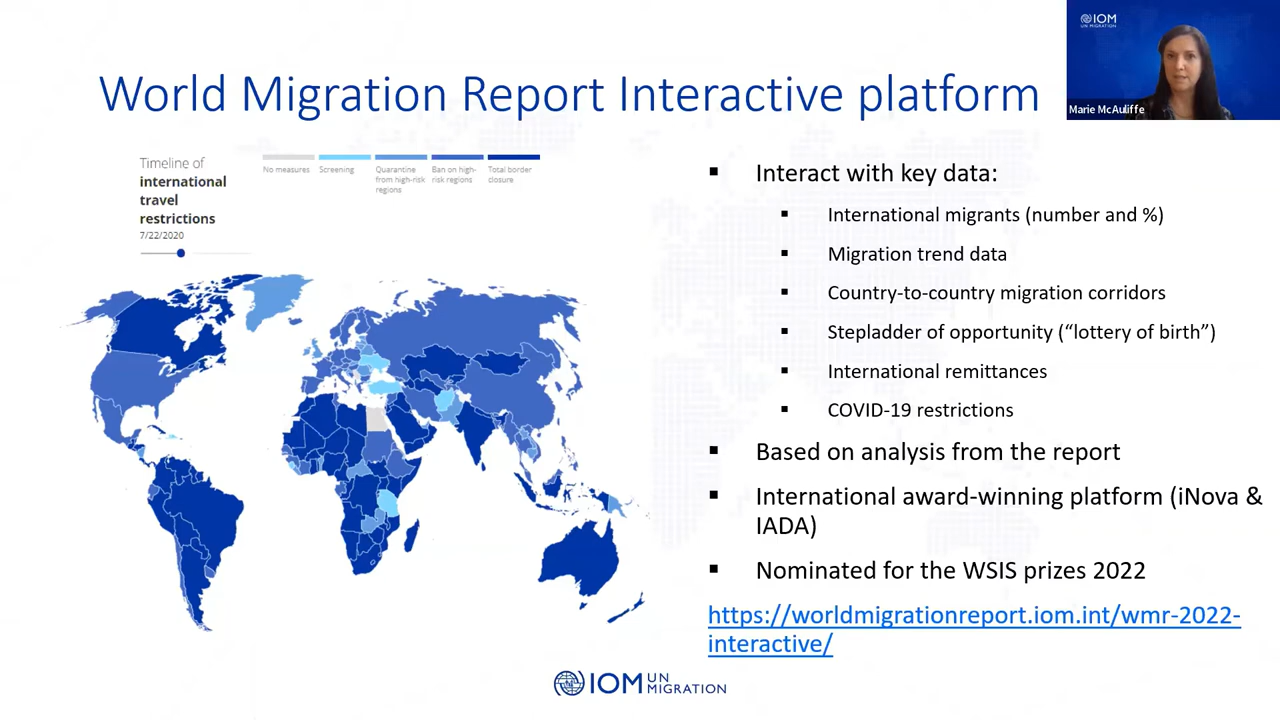 IOM
UN MIGRATION
Marie McAuliffe
World Migration Report Interactive platform
Timeline of
international
travel
restrictions
7/22/2020
No measures
Screening
Quarantine
from high-risk
regions
Ban on high-
risk regions
Total border
closure
Interact with key data:
International migrants (number and %)
Migration trend data
Country-to-country migration corridors
Stepladder of opportunity (“lottery of birth”)
International remittances
COVID-19 restrictions
Based on analysis from the report
International award-winning platform (iNova &
IADA)
Nominated for the WSIS prizes 2022
https://worldmigrationreport.iom.int/wmr-2022-
interactive/
IOM UN
MIGRATION